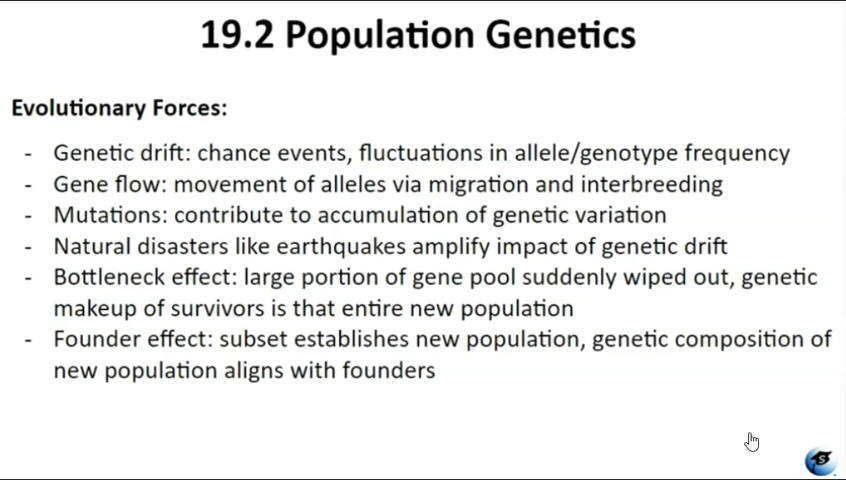 19.2 Population Genetics
Evolutionary Forces:
- Genetic drift: chance events, fluctuations in allele/genotype frequency
- Gene flow: movement of alleles via migration and interbreeding
- Mutations: contribute to accumulation of genetic variation
- Natural disasters like earthquakes amplify impact of genetic drift
- Bottleneck effect: large portion of gene pool suddenly wiped out, genetic
makeup of survivors is that entire new population
- Founder effect: subset establishes new population, genetic composition of
new population aligns with founders
S